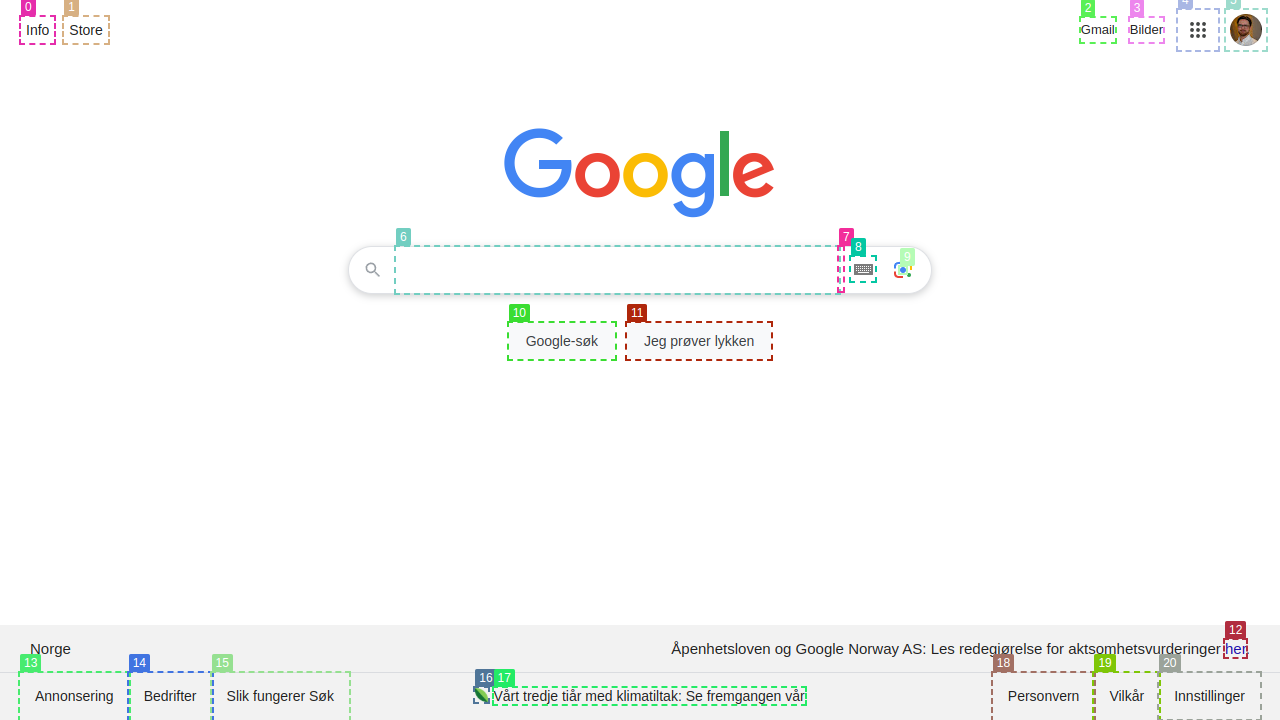 0 1 2 3 4 5
Info Store Gmail Bilder
Google
6 7 8 9
10 11
Google-søk Jeg prøver lykken
12
Norge Åpenhetsloven og Google Norway AS: Les redegjørelse for aktsomhetsvurderinger her.
13 14 15 16 17 18 19 20
Annonsering Bedrifter Slik fungerer Søk Vårt tredje tiår med klimatiltak: Se fremgangen vår Personvern Vilkår Innstillinger